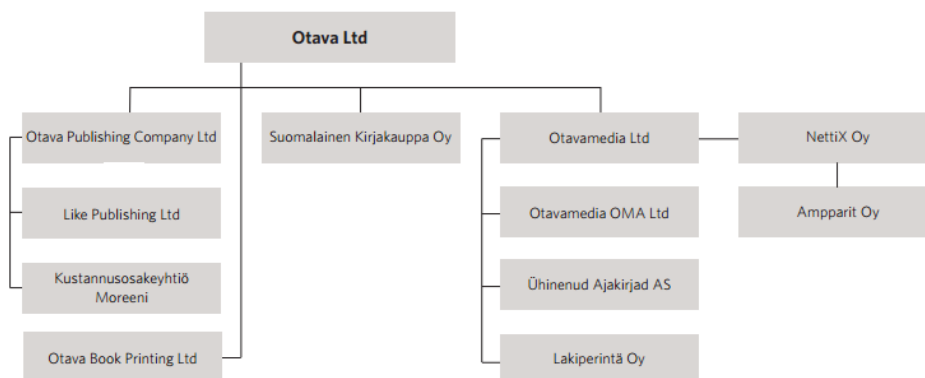 Otava Ltd
Otava Publishing Company Ltd
Suomalainen Kirjakauppa Oy
Otavamedia Ltd
NettiX Oy
Like Publishing Ltd
Otavamedia OMA Ltd
Ampparit Oy
Kustannusosakeyhtiö
Moreeni
Ühinenud Ajakirjad AS
Otava Book Printing Ltd
Lakiperintä Oy